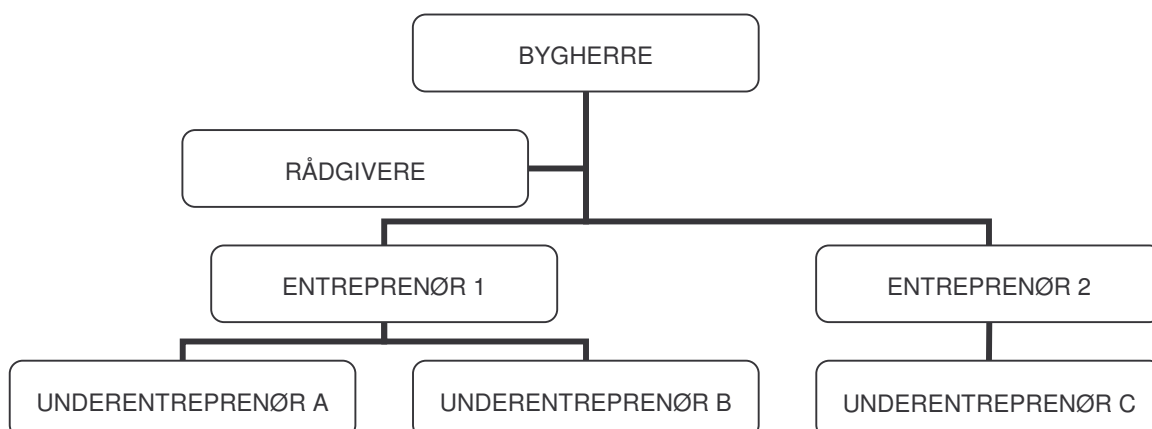 BYGHERRE
RÅDGIVERE
ENTREPRENØR 1
ENTREPRENØR 2
UNDERENTREPRENØR A
UNDERENTREPRENØR B
UNDERENTREPRENØR C